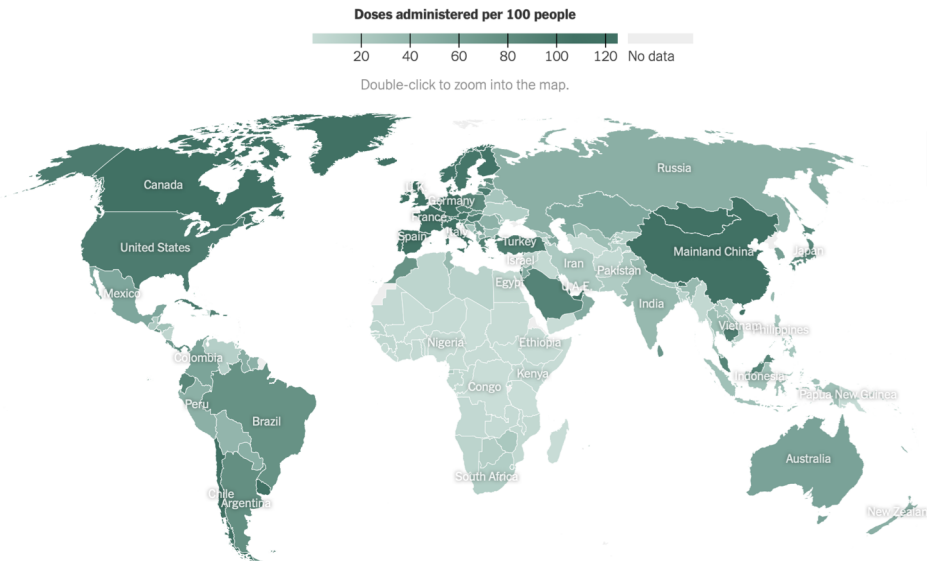 Doses administered per 100 people
20 40 60 80 100 120 No data
Double-click to zoom into the map.
Russia
Canada
U.K.
Germany
France
Italy
Spain
Turkey
United States
Mainland China
Japan
Israel
Iran
Pakistan
Egypt
U.A.E.
Mexico
India
Vietnam
Philippines
Nigeria
Ethiopia
Colombia
Kenya
Indonesia
Congo
Papua New Guinea
Peru
Brazil
Australia
South Africa
Chile
Argentina
New Zealan